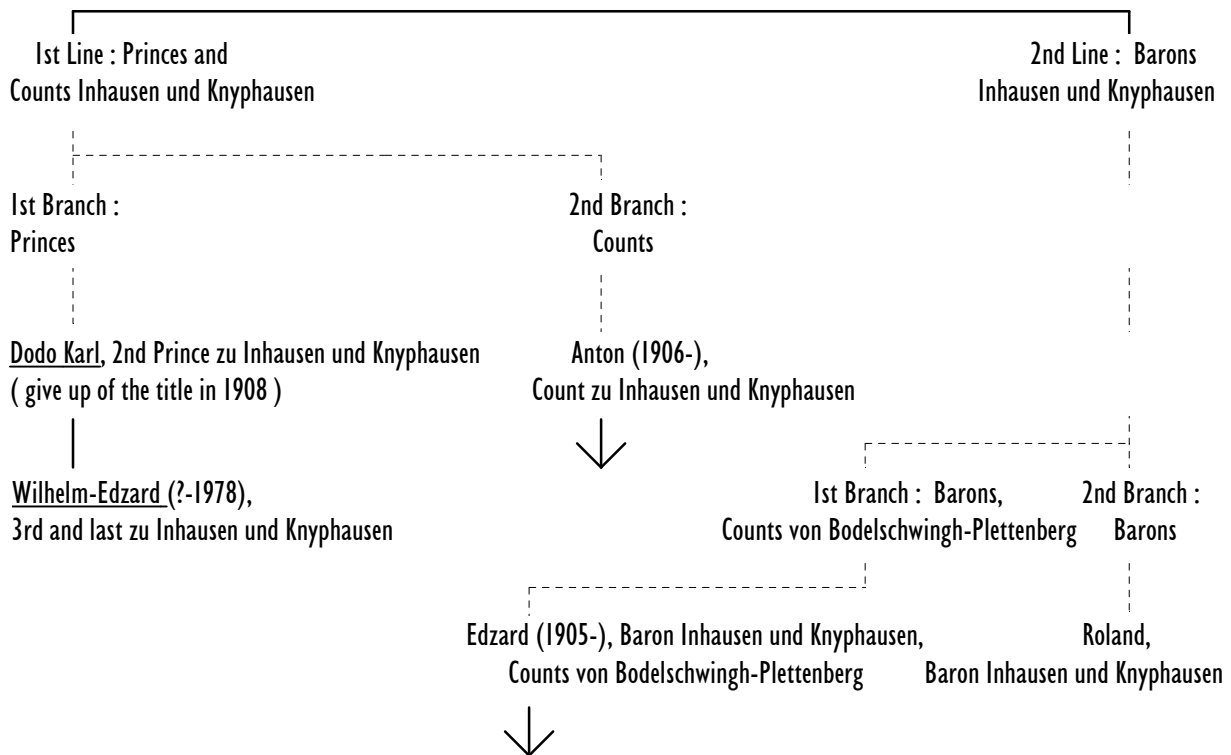 1st Line : Princes and
Counts Inhausen und Knyphausen
2nd Line : Barons
Inhausen und Knyphausen
1st Branch :
Princes
2nd Branch :
Counts
Dodo Karl, 2nd Prince zu Inhausen und Knyphausen
( give up of the title in 1908 )
Anton (1906-),
Count zu Inhausen und Knyphausen
Wilhelm-Edzard (?-1978),
3rd and last zu Inhausen und Knyphausen
1st Branch : Barons,
Counts von Bodelschwingh-Plettenberg
2nd Branch :
Barons
Edzard (1905-), Baron Inhausen und Knyphausen,
Counts von Bodelschwingh-Plettenberg
Roland,
Baron Inhausen und Knyphausen